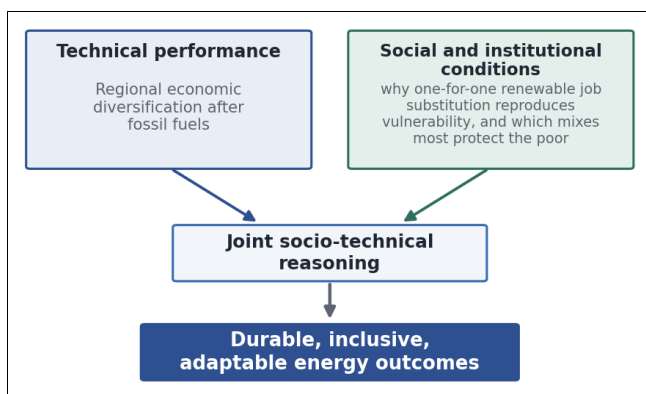 Technical performance
Regional economic
diversification after
fossil fuels
Social and institutional
conditions
why one-for-one renewable job
substitution reproduces
vulnerability, and which mixes
most protect the poor
Joint socio-technical
reasoning
Durable, inclusive,
adaptable energy outcomes